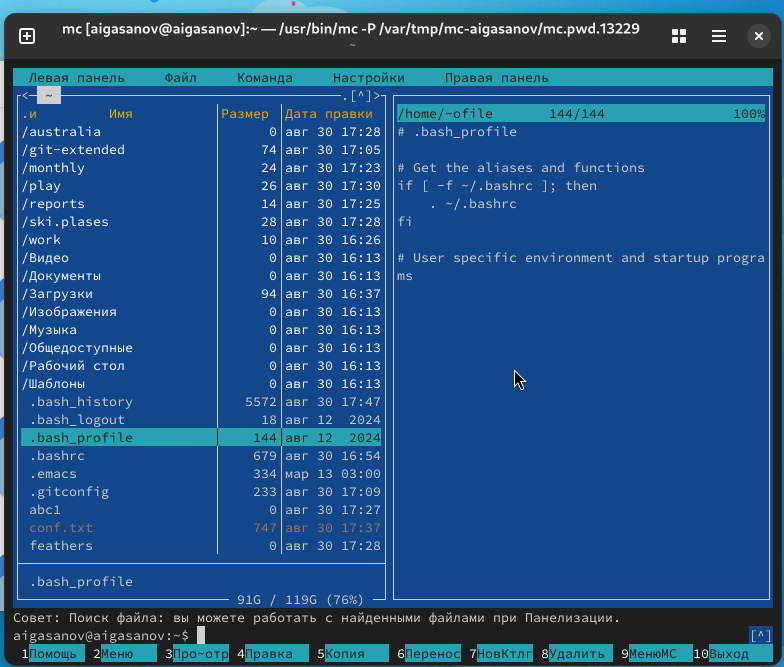 mc [aigasanov@aigasanov]:~ — /usr/bin/mc -P /var/tmp/mc-aigasanov/mc.pwd.13229
~
Левая панель Файл Команда Настройки Правая панель
<─ ~ .[^]>
.и Имя Размер Дата правки
/australia 0 авг 30 17:28
/git-extended 74 авг 30 17:05
/monthly 24 авг 30 17:23
/play 26 авг 30 17:30
/reports 14 авг 30 17:25
/ski.plases 28 авг 30 17:28
/work 10 авг 30 16:26
/Видео 0 авг 30 16:13
/Документы 0 авг 30 16:13
/Загрузки 94 авг 30 16:37
/Изображения 0 авг 30 16:13
/Музыка 0 авг 30 16:13
/Общедоступные 0 авг 30 16:13
/Рабочий стол 0 авг 30 16:13
/Шаблоны 0 авг 30 16:13
.bash_history 5572 авг 30 17:47
.bash_logout 18 авг 12 2024
.bash_profile 144 авг 12 2024
.bashrc 679 авг 30 16:54
.emacs 334 мар 13 03:00
.gitconfig 233 авг 30 17:09
abc1 0 авг 30 17:27
conf.txt 747 авг 30 17:37
feathers 0 авг 30 17:28
.bash_profile
91G / 119G (76%)
/home/~ofile 144/144 100%
# .bash_profile
# Get the aliases and functions
if [ -f ~/.bashrc ]; then
. ~/.bashrc
fi
# User specific environment and startup progra
ms
Совет: Поиск файла: вы можете работать с найденными файлами при Панелизации.
aigasanov@aigasanov:~$ [^]
1Помощь 2Меню 3Про~отр 4Правка 5Копия 6Перенос 7НовКтлг 8Удалить 9МенюМС 10Выход